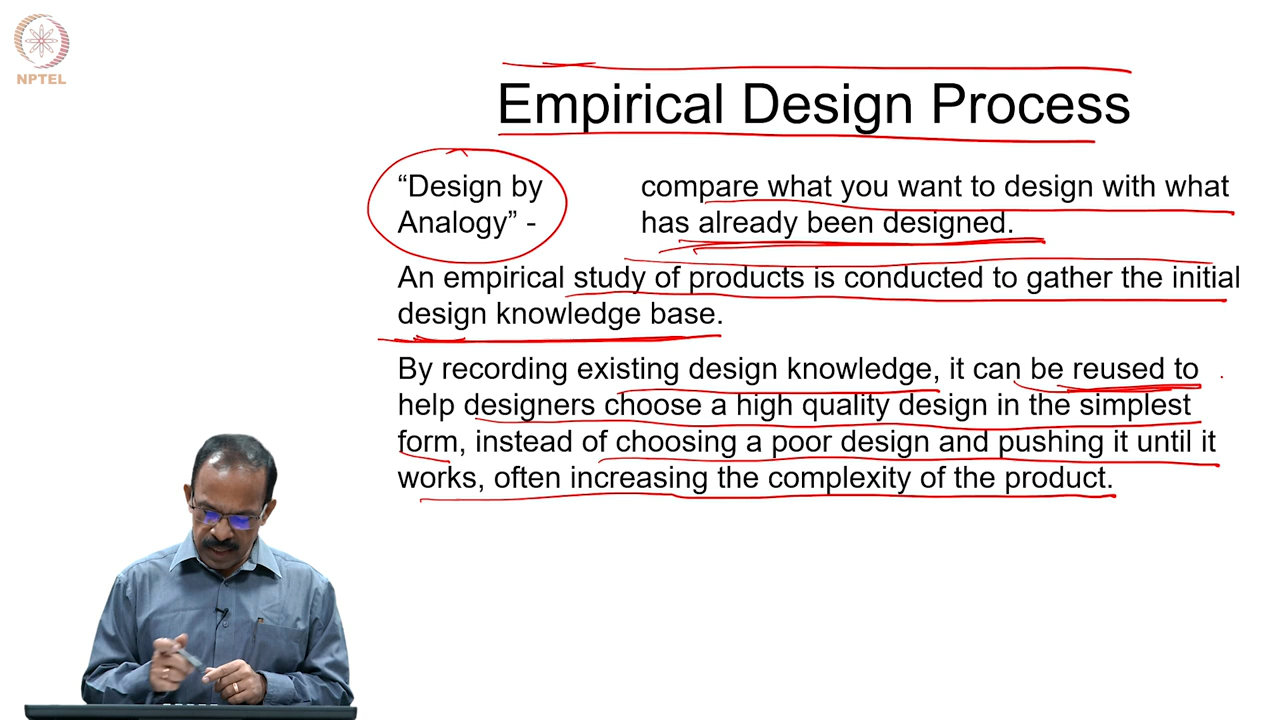 NPTEL
Empirical Design Process
“Design by
Analogy” -
compare what you want to design with what
has already been designed.
An empirical study of products is conducted to gather the initial
design knowledge base.
By recording existing design knowledge, it can be reused to
help designers choose a high quality design in the simplest
form, instead of choosing a poor design and pushing it until it
works, often increasing the complexity of the product.